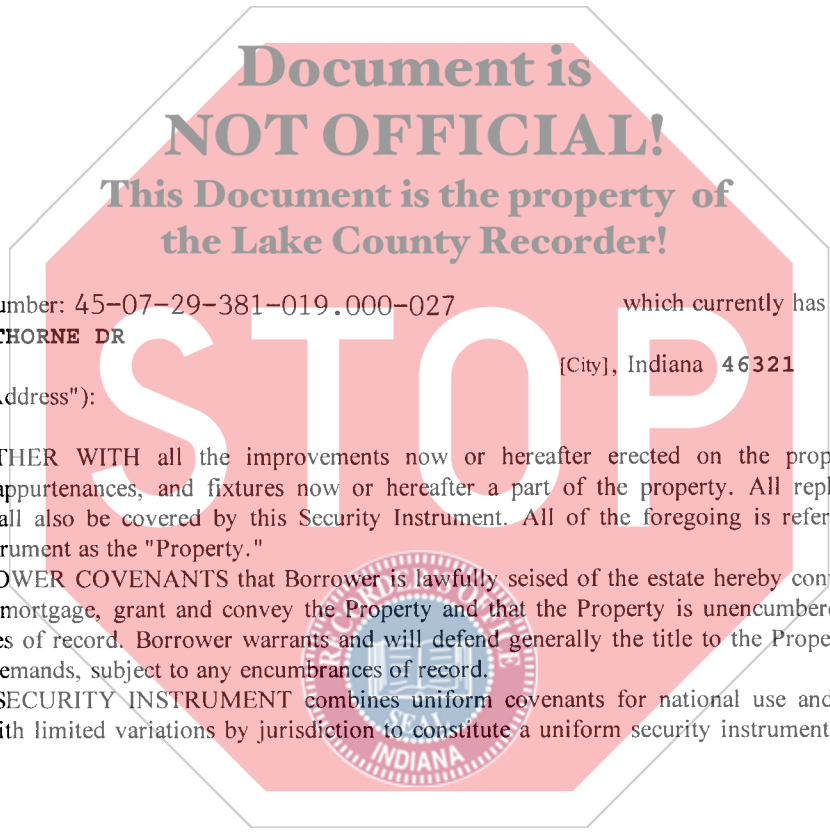 Document is
NOT OFFICIAL!
This Document is the property of
the Lake County Recorder!
umber: 45-07-29-381-019.000-027 which currently has
THORNE DR
[City], Indiana 46321
Address"):
THER WITH all the improvements now or hereafter erected on the prop
appurtenances, and fixtures now or hereafter a part of the property. All repl
all also be covered by this Security Instrument. All of the foregoing is refer
rument as the "Property."
OWER COVENANTS that Borrower is lawfully seised of the estate hereby con
mortgage, grant and convey the Property and that the Property is unencumbere
es of record. Borrower warrants and will defend generally the title to the Prope
emands, subject to any encumbrances of record.
SECURITY INSTRUMENT combines uniform covenants for national use and
ith limited variations by jurisdiction to constitute a uniform security instrument
STOP
SEAL
INDIANA